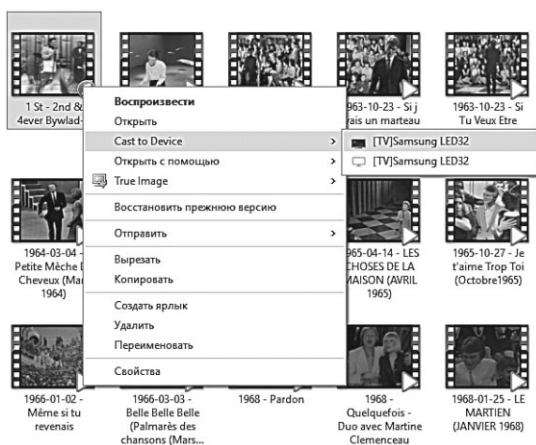 1 St - 2nd &
4ever Bywlad-
963-10-23 - Si j
rais un marteau
1963-10-23 - Si
Tu Veux Etre
Воспроизвести
Открыть
Cast to Device
[TV]Samsung LED32
[TV]Samsung LED32
Открыть с помощью
True Image
Восстановить прежнюю версию
Отправить
Вырезать
Копировать
Создать ярлык
Удалить
Переименовать
Свойства
1964-03-04 -
Petite Mèche D
Cheveux (Mar
1964)
965-04-14 - LES
CHOSES DE LA
MAISON (AVRIL
1965)
1965-10-27 - Je
t'aime Trop Toi
(Octobre1965)
1966-01-02 -
Même si tu
revenais
1966-03-03 -
Belle Belle Belle
(Palmarès des
chansons (Mars...
1968 - Pardon
1968 -
Quelquefois -
Duo avec Martine
Clemenceau
1968-01-25 - LE
MARTIEN
(JANVIER 1968)